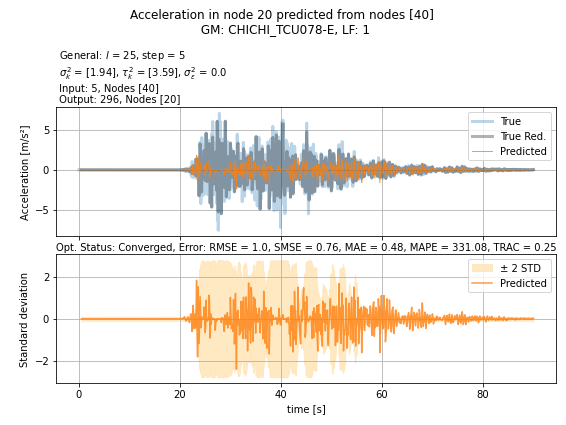 Acceleration in node 20 predicted from nodes [40]
GM: CHICHI_TCU078-E, LF: 1
General: l = 25, step = 5
σ²ₖ = [1.94], τ²ₖ = [3.59], σ²ε = 0.0
Input: 5, Nodes [40]
Output: 296, Nodes [20]
Acceleration [m/s²]
5
0
−5
True
True Red.
Predicted
Opt. Status: Converged, Error: RMSE = 1.0, SMSE = 0.76, MAE = 0.48, MAPE = 331.08, TRAC = 0.25
Standard deviation
2
0
−2
± 2 STD
Predicted
0 20 40 60 80
time [s]